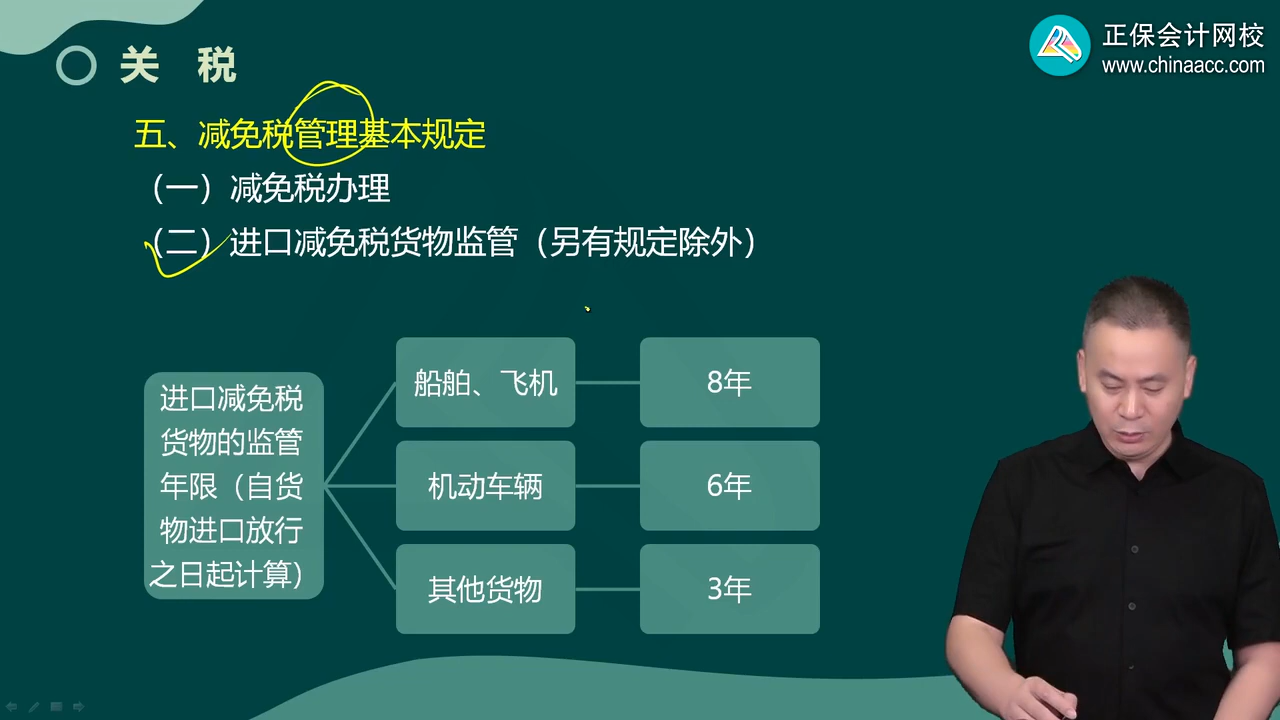 关 税
正保会计网校
www.chinaacc.com
五、减免税管理基本规定
（一）减免税办理
（二）进口减免税货物监管（另有规定除外）
进口减免税
货物的监管
年限（自货
物进口放行
之日起计算）
船舶、飞机
8年
机动车辆
6年
其他货物
3年